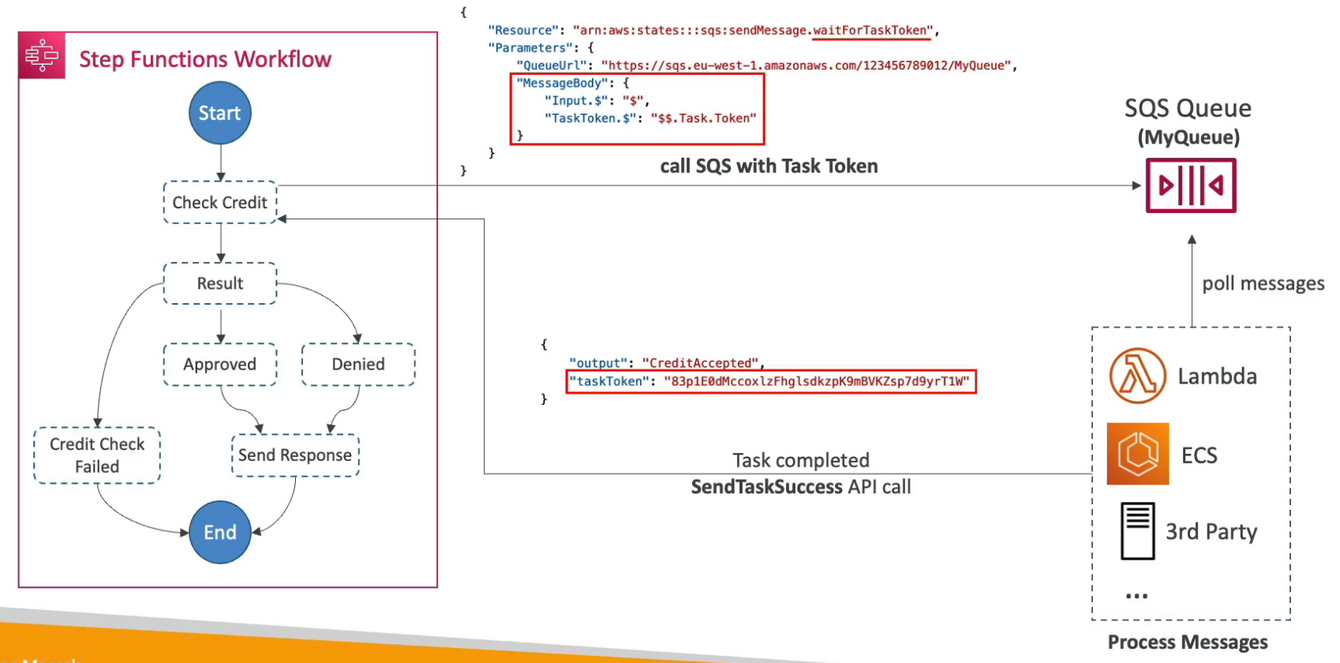 Step Functions Workflow
Start
Check Credit
Result
Approved
Denied
Credit Check
Failed
Send Response
End
{
"Resource": "arn:aws:states:::sqs:sendMessage.waitForTaskToken",
"Parameters": {
"QueueUrl": "https://sqs.eu-west-1.amazonaws.com/123456789012/MyQueue",
"MessageBody": {
"Input.$": "$",
"TaskToken.$": "$$.Task.Token"
}
}
}
call SQS with Task Token
SQS Queue
(MyQueue)
poll messages
{
"output": "CreditAccepted",
"taskToken": "83p1E0dMccoxlzFhglsdkzpK9mBVKZsp7d9yrT1W"
}
Task completed
SendTaskSuccess API call
Lambda
ECS
3rd Party
...
Process Messages